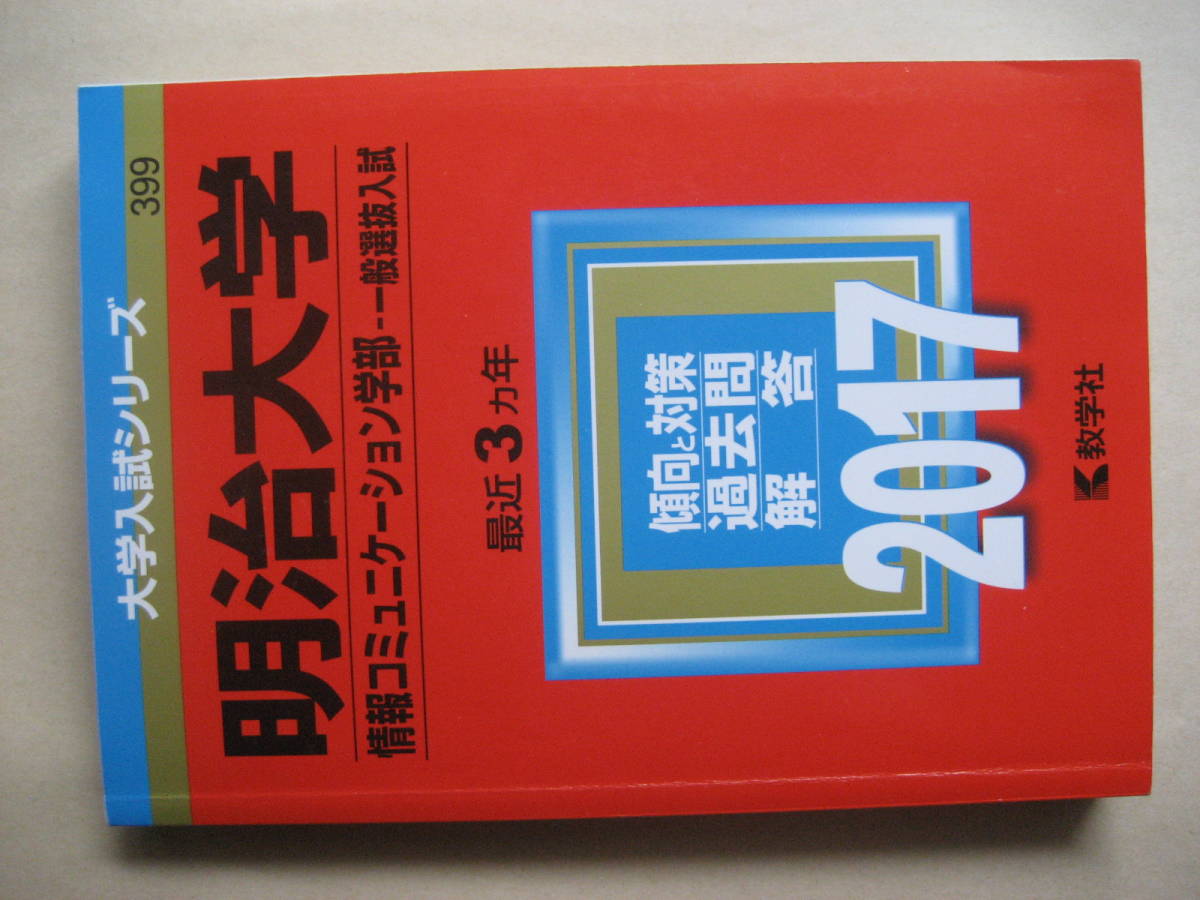 大学入試シリーズ
399
明治大学
情報コミュニケーション学部-一般選抜入試
最近3カ年
傾向と対策
過去問
解答
2017
教学社